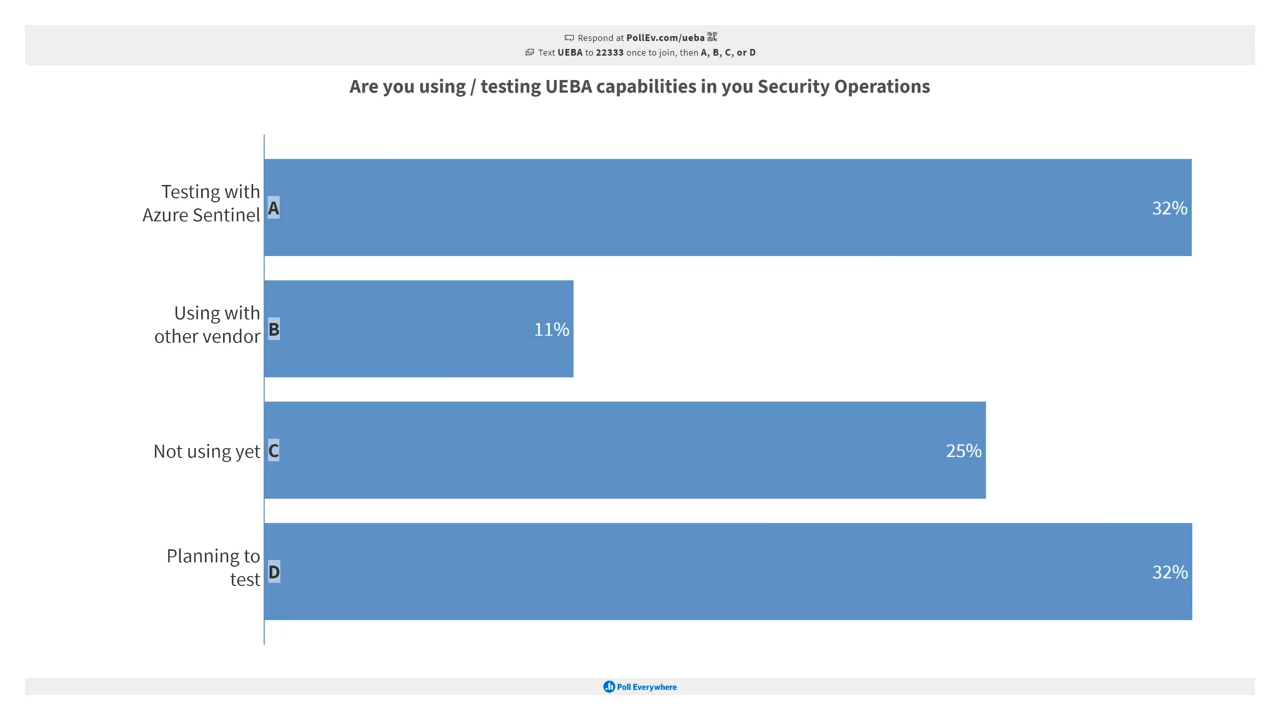 Respond at PollEv.com/ueba
Text UEBA to 22333 once to join, then A, B, C, or D
Are you using / testing UEBA capabilities in you Security Operations
Testing with
Azure Sentinel
A
32%
Using with
other vendor
B
11%
Not using yet
C
25%
Planning to
test
D
32%
Poll Everywhere